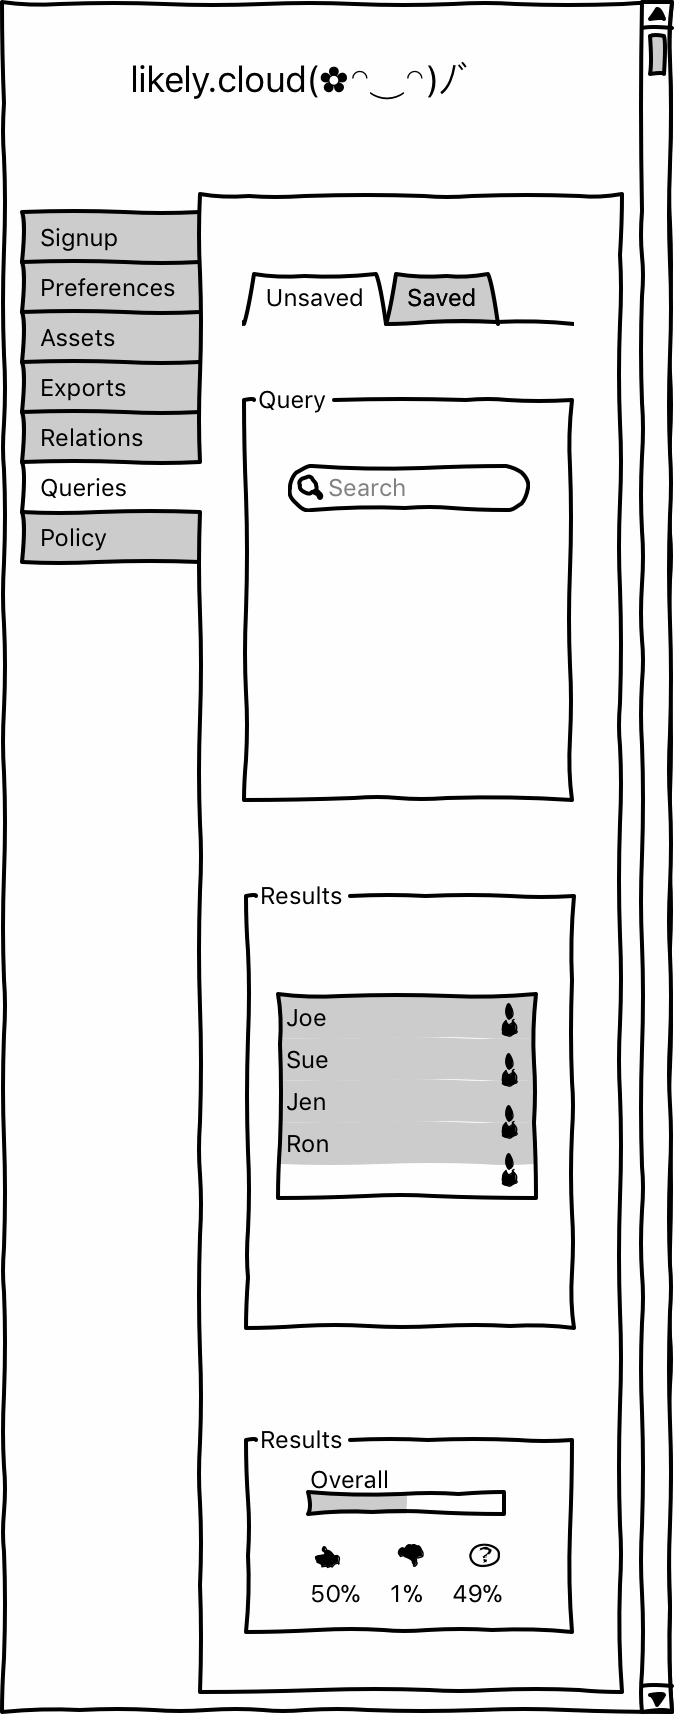 likely.cloud(✿◠‿◠)ﾉﾞ
Signup
Preferences
Assets
Exports
Relations
Queries
Policy
Unsaved
Saved
Query
Search
Results
Joe
Sue
Jen
Ron
Results
Overall
?
50% 1% 49%